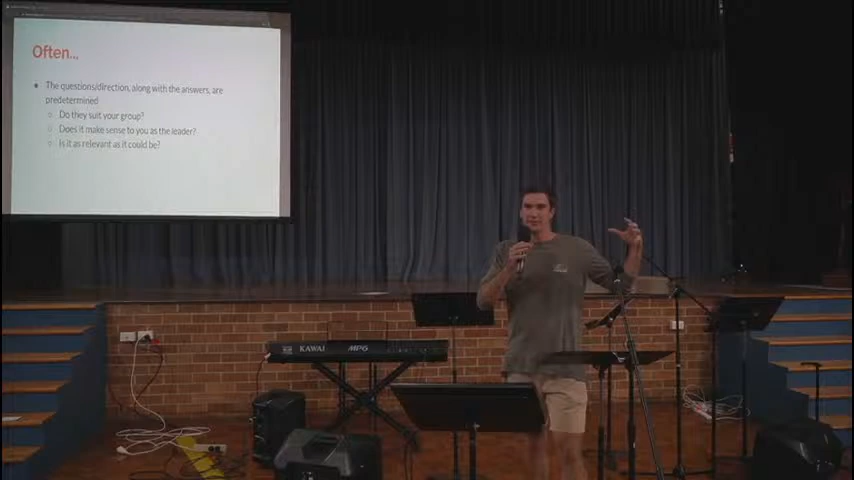 Often...
● The questions/direction, along with the answers, are
predetermined
○ Do they suit your group?
○ Does it make sense to you as the leader?
○ Is it as relevant as it could be?
KAWAI MP6